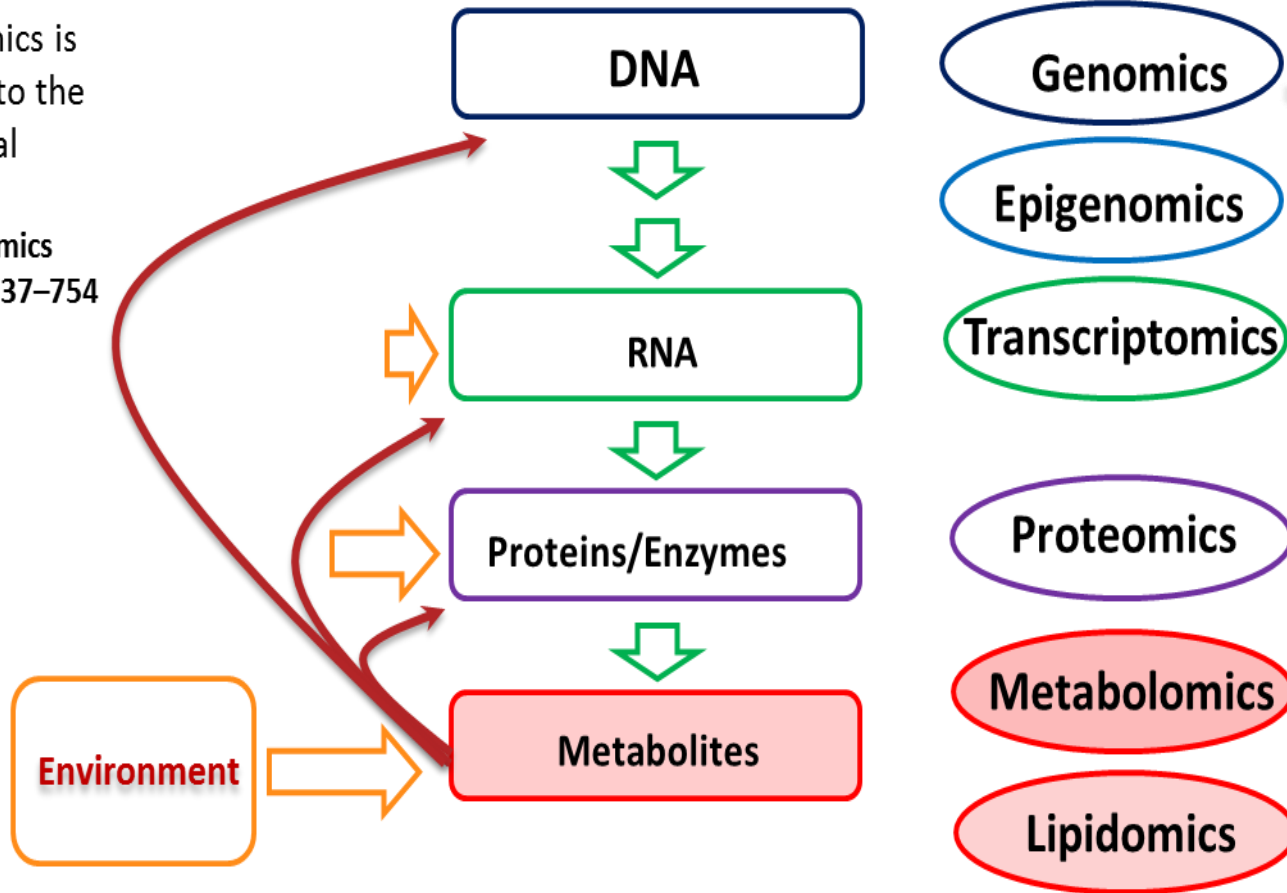 mics is
to the
al
mics
37–754
DNA
RNA
Proteins/Enzymes
Metabolites
Environment
Genomics
Epigenomics
Transcriptomics
Proteomics
Metabolomics
Lipidomics